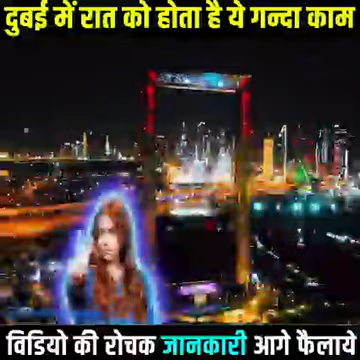 दुबई में रात को होता है ये गन्दा काम
विडियो की रोचक जानकारी आगे फैलाये